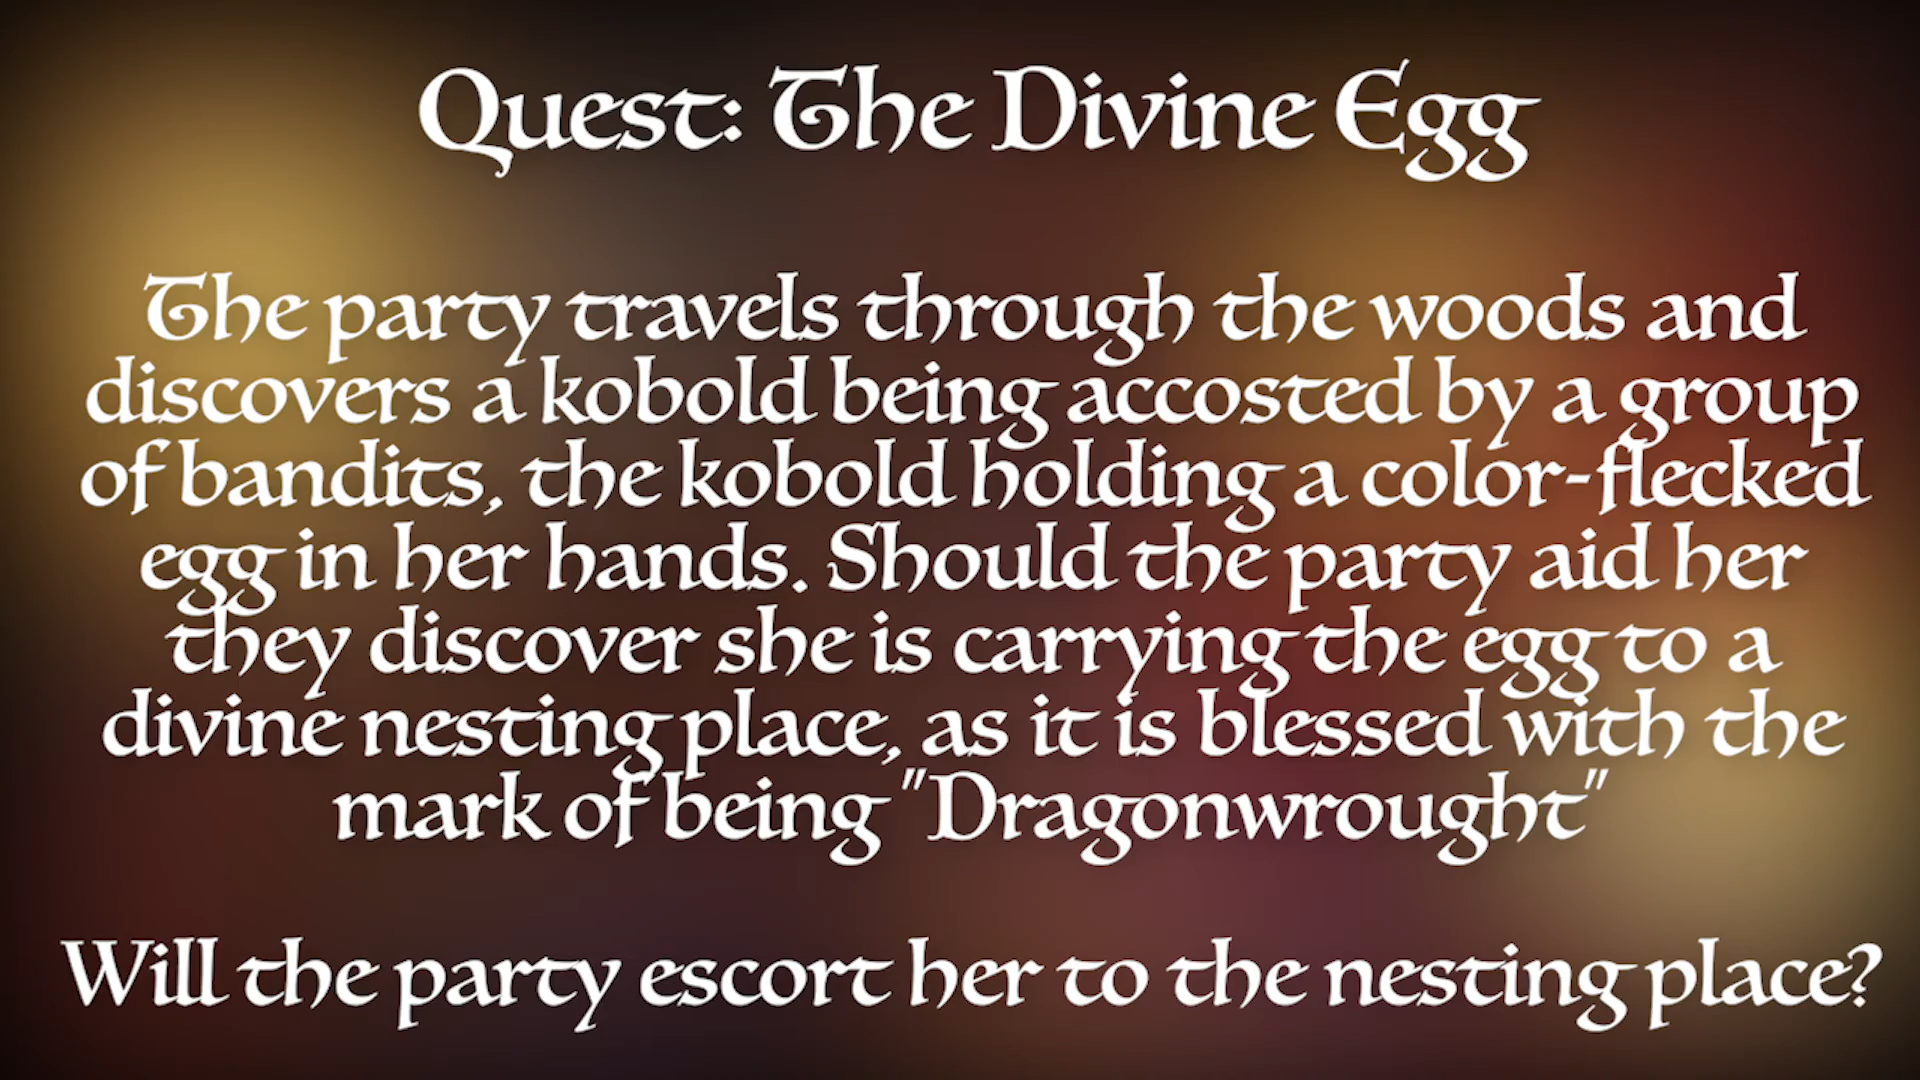 Quest: The Divine Egg
The party travels through the woods and
discovers a kobold being accosted by a group
of bandits, the kobold holding a color-flecked
egg in her hands. Should the party aid her
they discover she is carrying the egg to a
divine nesting place, as it is blessed with the
mark of being "Dragonwrought"
Will the party escort her to the nesting place?